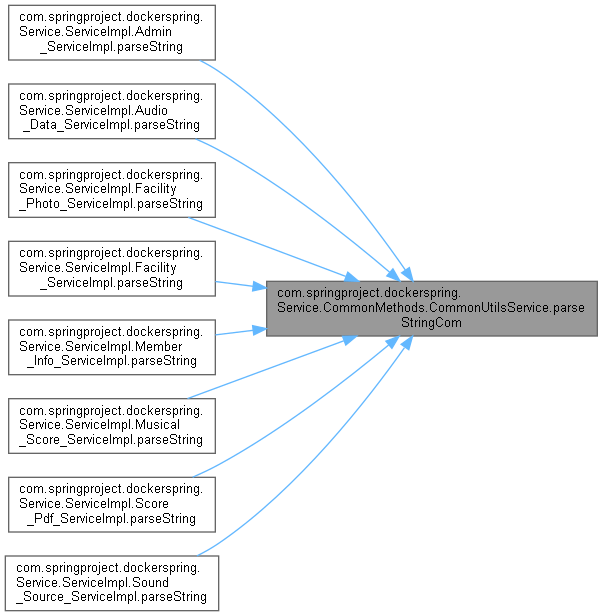 com.springproject.dockerspring.
Service.ServiceImpl.Admin
_ServiceImpl.parseString
com.springproject.dockerspring.
Service.ServiceImpl.Audio
_Data_ServiceImpl.parseString
com.springproject.dockerspring.
Service.ServiceImpl.Facility
_Photo_ServiceImpl.parseString
com.springproject.dockerspring.
Service.ServiceImpl.Facility
_ServiceImpl.parseString
com.springproject.dockerspring.
Service.CommonMethods.CommonUtilsService.parse
StringCom
com.springproject.dockerspring.
Service.ServiceImpl.Member
_Info_ServiceImpl.parseString
com.springproject.dockerspring.
Service.ServiceImpl.Musical
_Score_ServiceImpl.parseString
com.springproject.dockerspring.
Service.ServiceImpl.Score
_Pdf_ServiceImpl.parseString
com.springproject.dockerspring.
Service.ServiceImpl.Sound
_Source_ServiceImpl.parseString